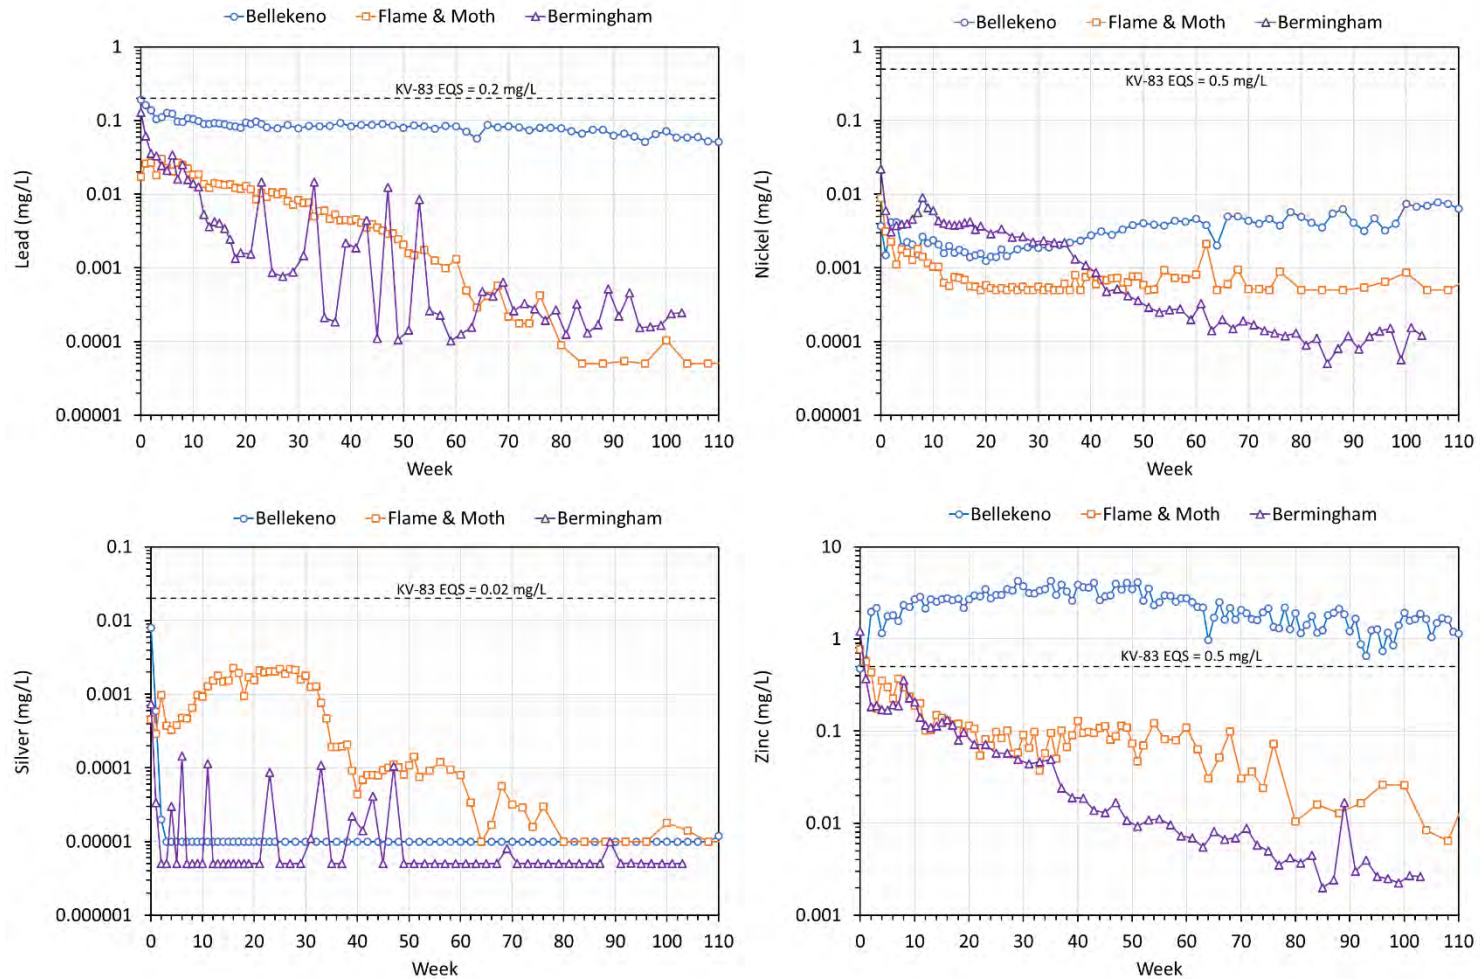 Bellekeno Flame & Moth Bermingham
1
0.1
0.01
0.001
0.0001
0.00001
Lead (mg/L)
KV-83 EQS = 0.2 mg/L
0 10 20 30 40 50 60 70 80 90 100 110
Week
Bellekeno Flame & Moth Bermingham
1
0.1
0.01
0.001
0.0001
0.00001
Nickel (mg/L)
KV-83 EQS = 0.5 mg/L
0 10 20 30 40 50 60 70 80 90 100 110
Week
Bellekeno Flame & Moth Bermingham
0.1
0.01
0.001
0.0001
0.00001
0.000001
Silver (mg/L)
KV-83 EQS = 0.02 mg/L
0 10 20 30 40 50 60 70 80 90 100 110
Week
Bellekeno Flame & Moth Bermingham
10
1
0.1
0.01
0.001
Zinc (mg/L)
KV-83 EQS = 0.5 mg/L
0 10 20 30 40 50 60 70 80 90 100 110
Week